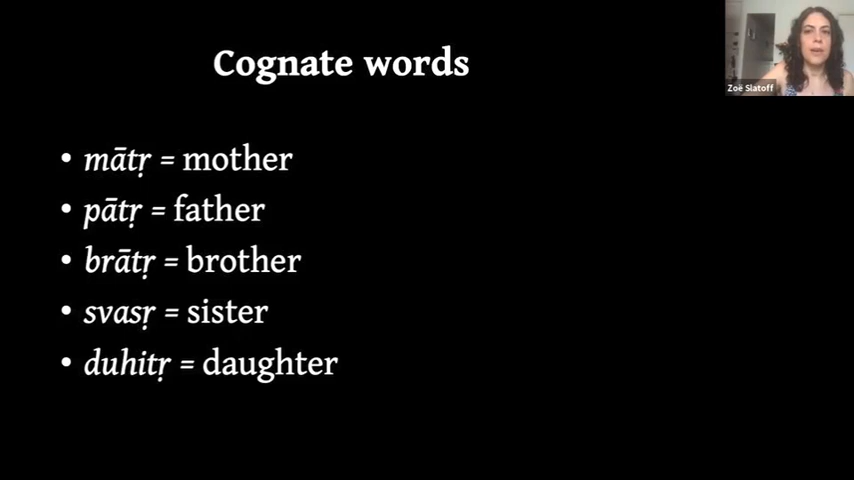 Cognate words
Zoë Slatoff
• mātṛ = mother
• pātṛ = father
• brātṛ = brother
• svasṛ = sister
• duhitṛ = daughter